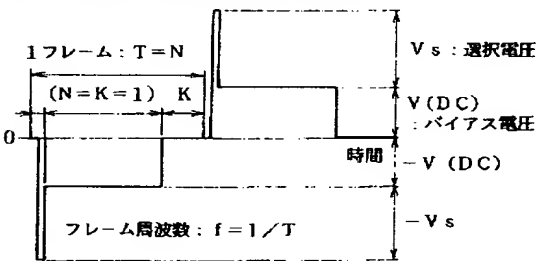 1フレーム：T＝N
(N＝K＝1)
K
Vs：選択電圧
V(DC)
：バイアス電圧
0
時間
－V (DC)
フレーム周波数：f＝1／T
－Vs